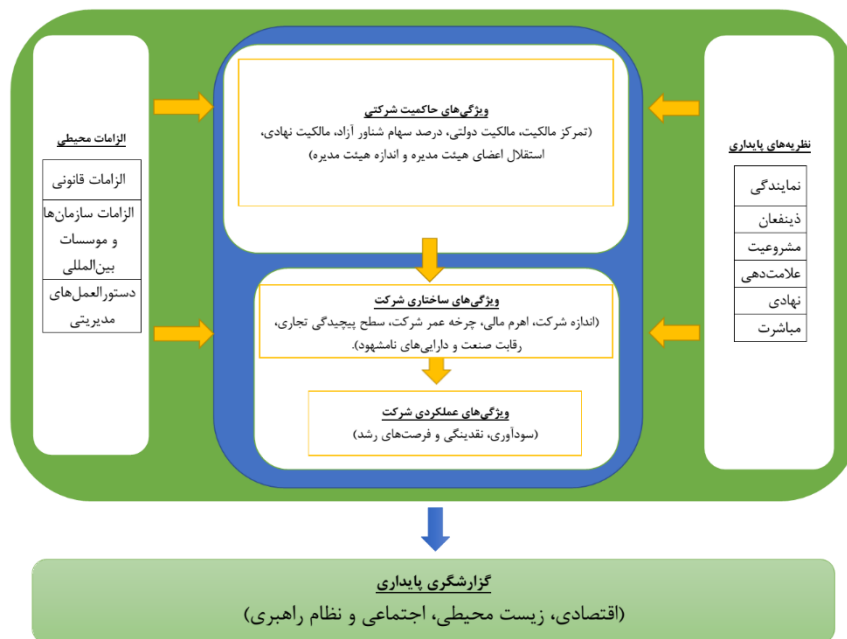 ویژگی‌های حاکمیت شرکتی
(تمرکز مالکیت، مالکیت دولتی، درصد سهام شناور آزاد، مالکیت نهادی،
استقلال اعضای هیئت مدیره و اندازه هیئت مدیره)
نظریه‌های پایداری
نمایندگی
ذینفعان
مشروعیت
علامت‌دهی
نهادی
مباشرت
الزامات محیطی
الزامات قانونی
الزامات سازمان‌ها
و موسسات
بین‌المللی
دستورالعمل‌های
مدیریتی
ویژگی‌های ساختاری شرکت
(اندازه شرکت، اهرم مالی، چرخه عمر شرکت، سطح پیچیدگی تجاری،
رقابت صنعت و دارایی‌های نامشهود).
ویژگی‌های عملکردی شرکت
(سودآوری، نقدینگی و فرصت‌های رشد)
گزارشگری پایداری
(اقتصادی، زیست محیطی، اجتماعی و نظام راهبری)